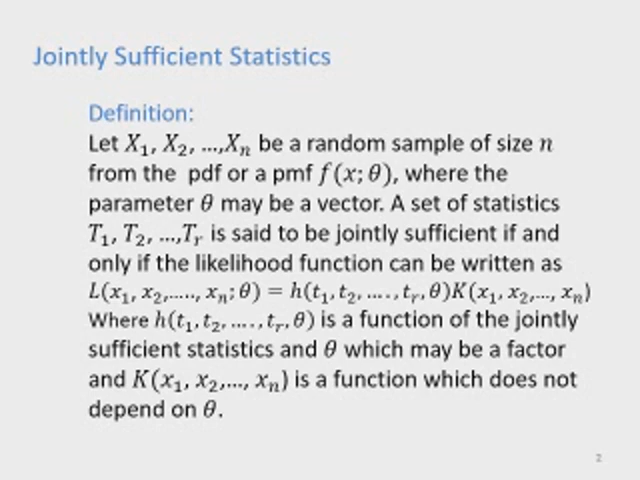 Jointly Sufficient Statistics
Definition:
Let X₁, X₂, ...,Xₙ be a random sample of size n
from the pdf or a pmf f(x; θ), where the
parameter θ may be a vector. A set of statistics
T₁, T₂, ...,Tᵣ is said to be jointly sufficient if and
only if the likelihood function can be written as
L(x₁, x₂,....., xₙ; θ) = h(t₁, t₂, ...., tᵣ, θ)K(x₁, x₂,..., xₙ)
Where h(t₁, t₂, ...., tᵣ, θ) is a function of the jointly
sufficient statistics and θ which may be a factor
and K(x₁, x₂,..., xₙ) is a function which does not
depend on θ.
2